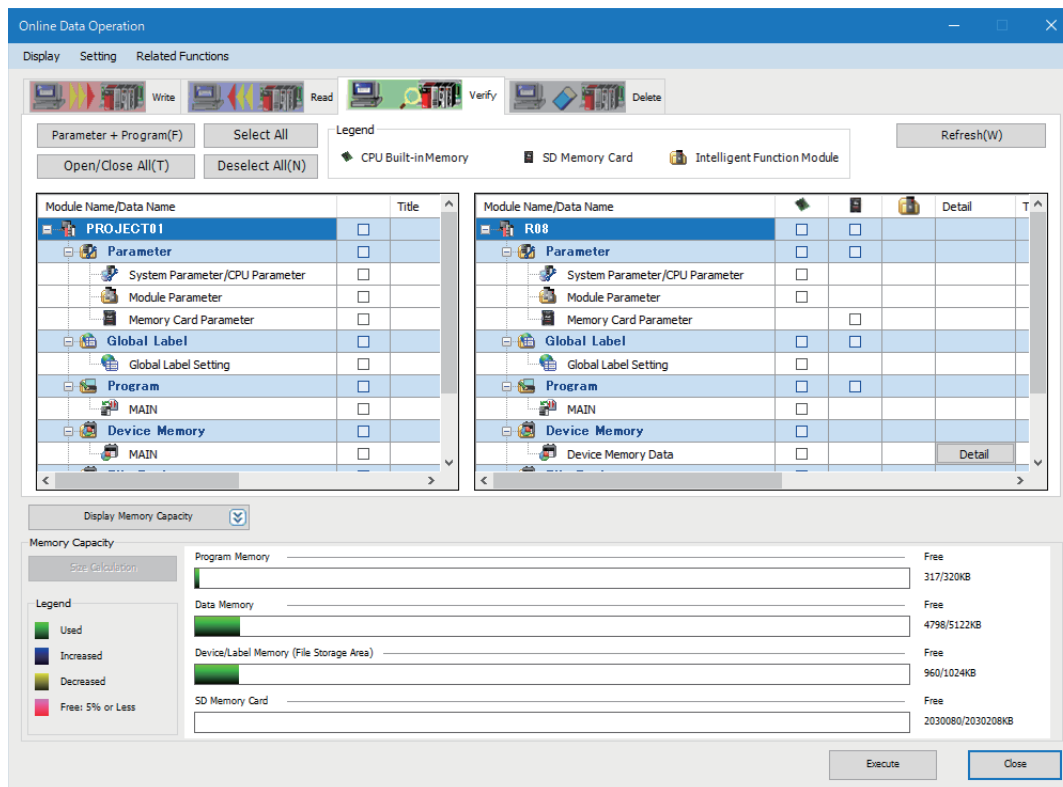 Online Data Operation
Display Setting Related Functions
Write Read Verify Delete
Parameter + Program(F) Select All Legend Refresh(W)
CPU Built-inMemory SD Memory Card Intelligent Function Module
Open/Close All(T) Deselect All(N)
Module Name/Data Name Title
PROJECT01
Parameter
System Parameter/CPU Parameter
Module Parameter
Memory Card Parameter
Global Label
Global Label Setting
Program
MAIN
Device Memory
MAIN
Module Name/Data Name Detail T
R08
Parameter
System Parameter/CPU Parameter
Module Parameter
Memory Card Parameter
Global Label
Global Label Setting
Program
MAIN
Device Memory
Device Memory Data Detail
Display Memory Capacity
Memory Capacity
Size Calculation
Legend
Used
Increased
Decreased
Free: 5% or Less
Program Memory Free
317/320KB
Data Memory Free
4798/5122KB
Device/Label Memory (File Storage Area) Free
960/1024KB
SD Memory Card Free
2030080/2030208KB
Execute Close